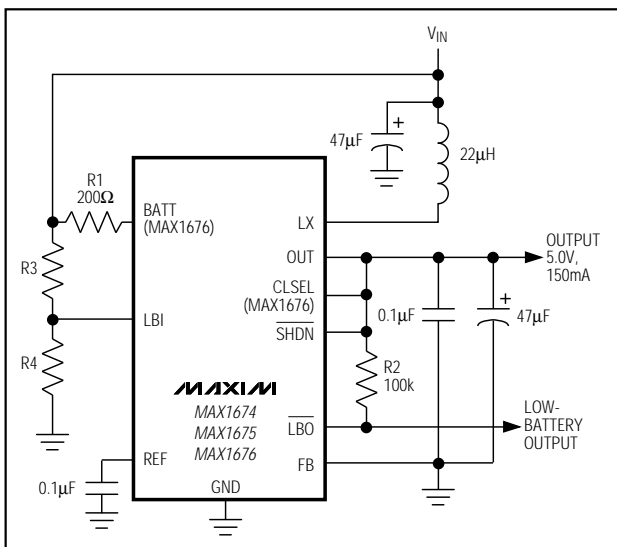 VIN
47µF
+
22µH
R1
200Ω
BATT
(MAX1676)
LX
R3
OUT
OUTPUT
5.0V,
150mA
CLSEL
(MAX1676)
LBI
0.1µF
+
47µF
SHDN
R4
R2
100k
MAXIM
MAX1674
MAX1675
MAX1676
LBO
LOW-
BATTERY
OUTPUT
REF
FB
0.1µF
GND